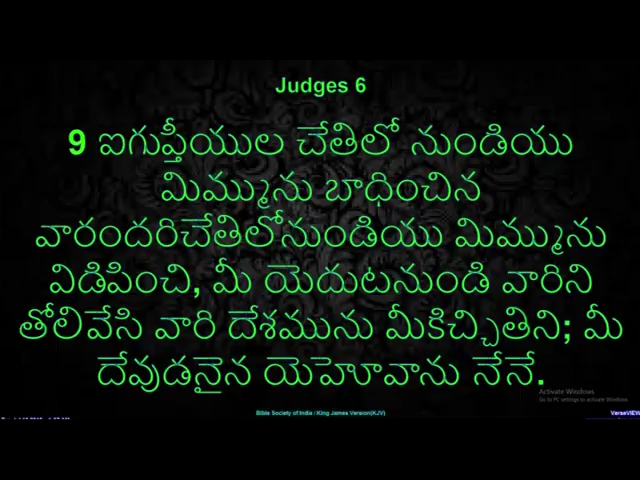 Judges 6
9 ఐగుప్తీయుల చేతిలో నుండియు
మిమ్మును బాధించిన
వారందరిచేతిలోనుండియు మిమ్మును
విడిపించి, మీ యెదుటనుండి వారిని
తోలివేసి వారి దేశమును మీకిచ్చితిని; మీ
దేవుడనైన యెహోవాను నేనే.
Activate Windows
Go to PC settings to activate Windows.
Bible Society of India : King James Version(KJV)
VerseVIEW